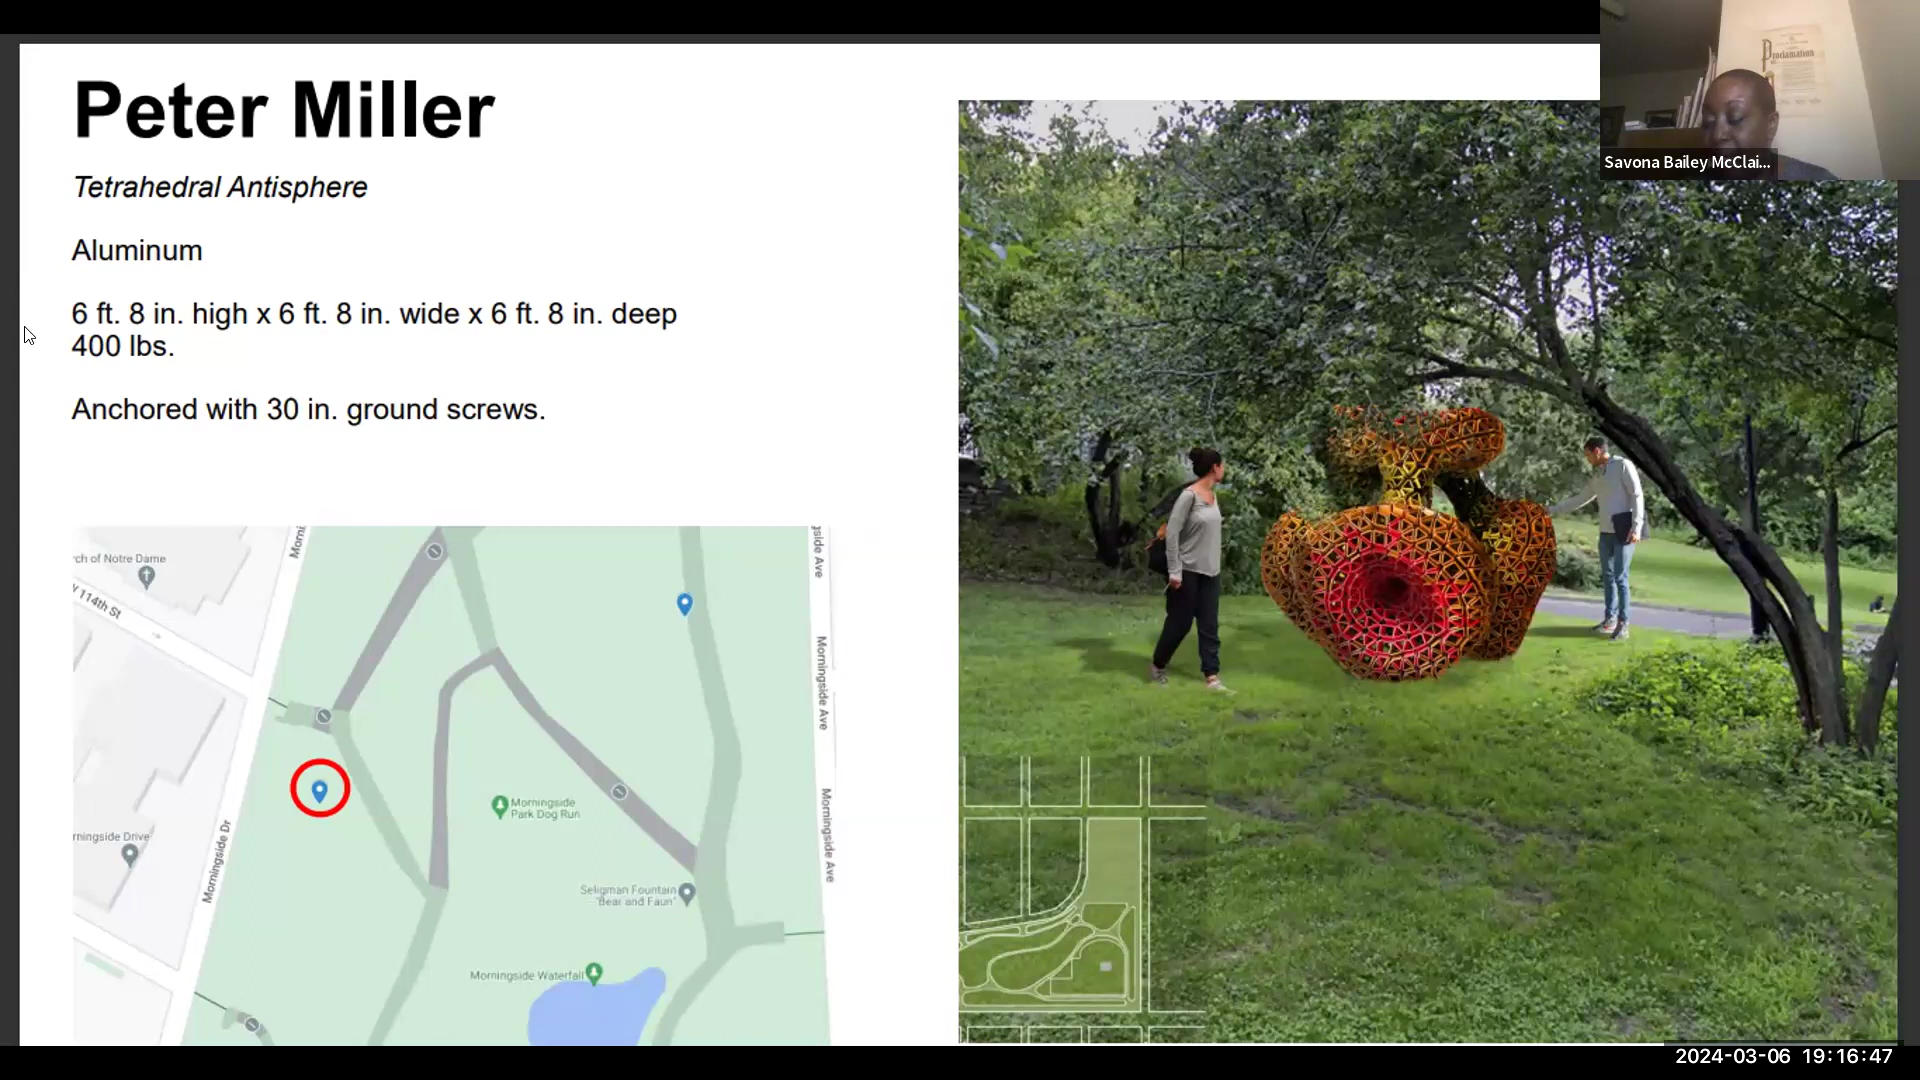 Peter Miller
Tetrahedral Antisphere
Aluminum
6 ft. 8 in. high x 6 ft. 8 in. wide x 6 ft. 8 in. deep
400 lbs.
Anchored with 30 in. ground screws.
Proclamation
Savona Bailey McClai...
rch of Notre Dame
114th St
Morni
gside Ave
Morningside Ave
Morningside Ave
Morningside Park Dog Run
rningside Drive
Morningside Dr
Seligman Fountain
"Bear and Faun"
Morningside Waterfall
2024-03-06 19:16:47